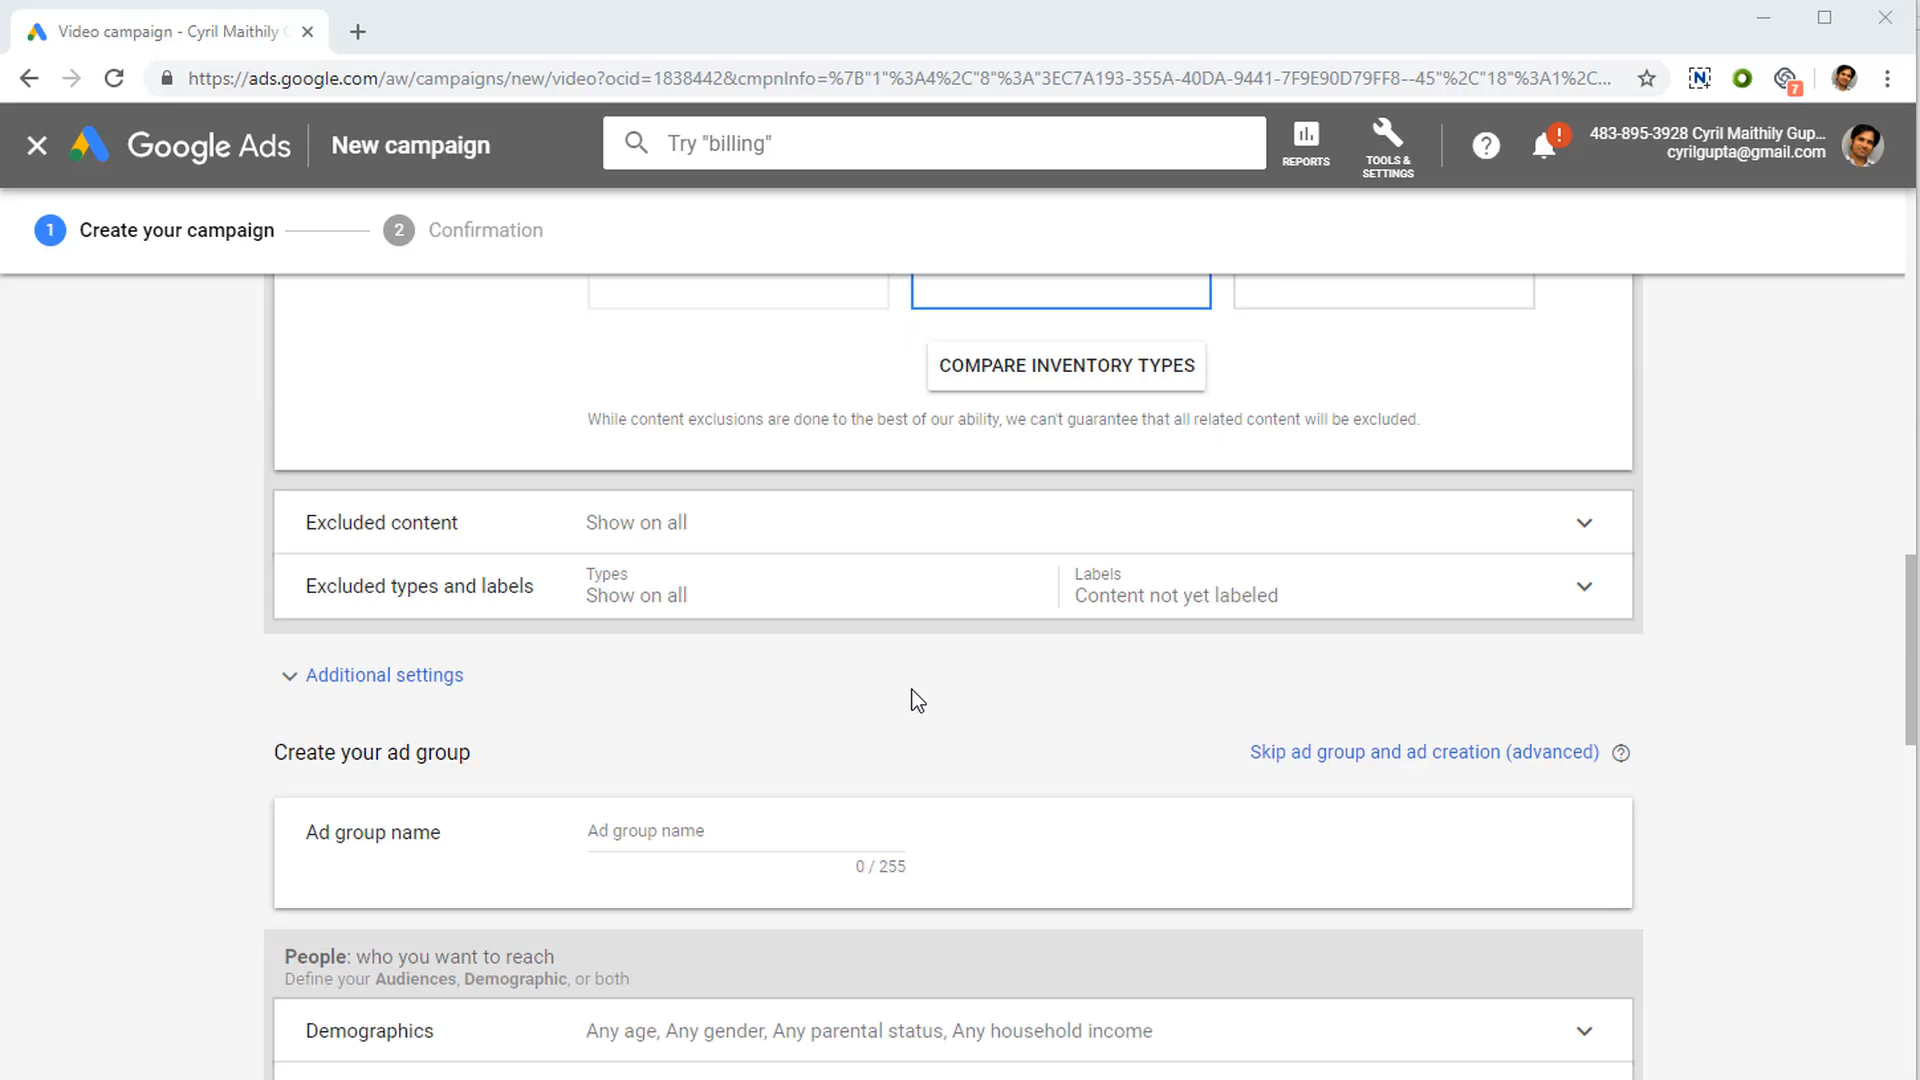 Video campaign - Cyril Maithily
https://ads.google.com/aw/campaigns/new/video?ocid=1838442&cmpnInfo=%7B"1"%3A4%2C"8"%3A"3EC7A193-355A-40DA-9441-7F9E90D79FF8--45"%2C"18"%3A1%2C...
7
Google Ads
New campaign
Try "billing"
REPORTS
TOOLS &
SETTINGS
?
!
483-895-3928 Cyril Maithily Gup...
cyrilgupta@gmail.com
1 Create your campaign
2 Confirmation
COMPARE INVENTORY TYPES
While content exclusions are done to the best of our ability, we can't guarantee that all related content will be excluded.
Excluded content Show on all
Excluded types and labels
Types
Show on all
Labels
Content not yet labeled
Additional settings
Create your ad group
Skip ad group and ad creation (advanced) ?
Ad group name
Ad group name
0 / 255
People: who you want to reach
Define your Audiences, Demographic, or both
Demographics Any age, Any gender, Any parental status, Any household income